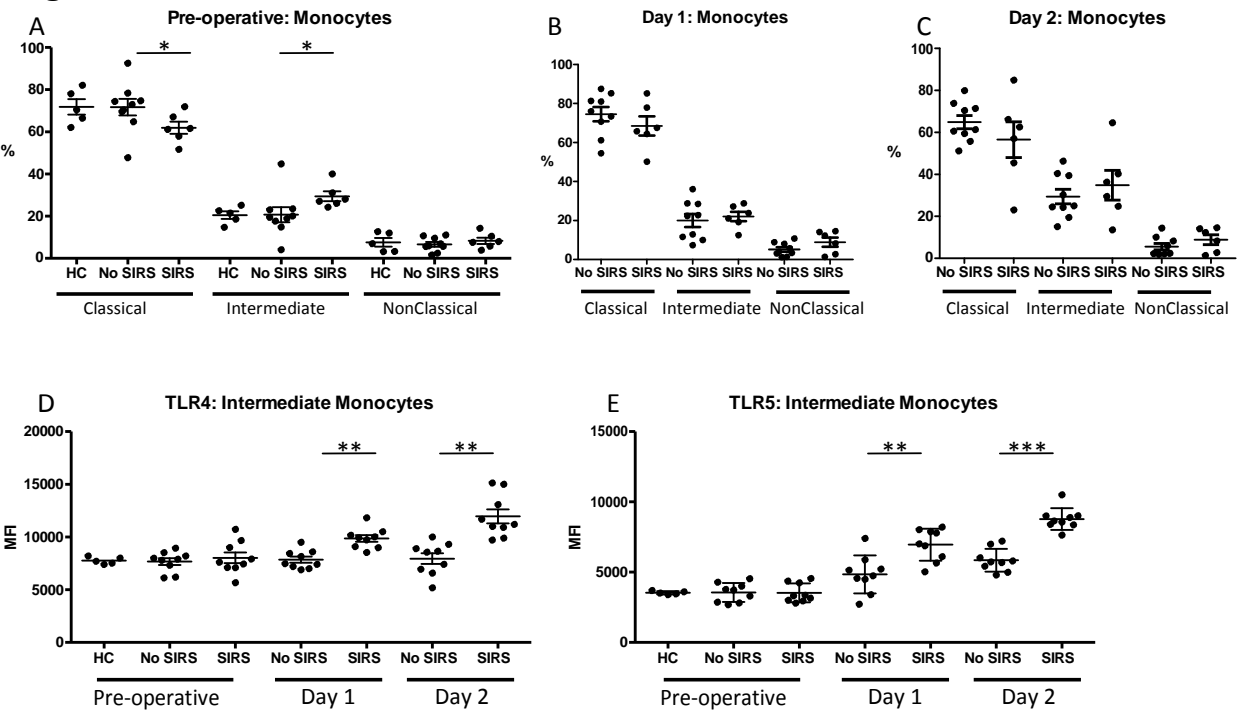 A
Pre-operative: Monocytes
* *
100
80
60
40
20
0
%
HC No SIRS SIRS HC No SIRS SIRS HC No SIRS SIRS
Classical Intermediate NonClassical
B
Day 1: Monocytes
100
80
60
40
20
0
%
No SIRS SIRS No SIRS SIRS No SIRS SIRS
Classical Intermediate NonClassical
C
Day 2: Monocytes
100
80
60
40
20
0
%
No SIRS SIRS No SIRS SIRS No SIRS SIRS
Classical Intermediate NonClassical
D
TLR4: Intermediate Monocytes
** **
20000
15000
10000
5000
0
MFI
HC No SIRS SIRS No SIRS SIRS No SIRS SIRS
Pre-operative Day 1 Day 2
E
TLR5: Intermediate Monocytes
** ***
15000
10000
5000
0
MFI
HC No SIRS SIRS No SIRS SIRS No SIRS SIRS
Pre-operative Day 1 Day 2